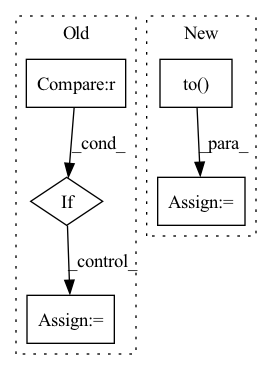 Old
New
Compare:r
to()
_cond_
_para_
If
Assign:=
_control_
Assign:=